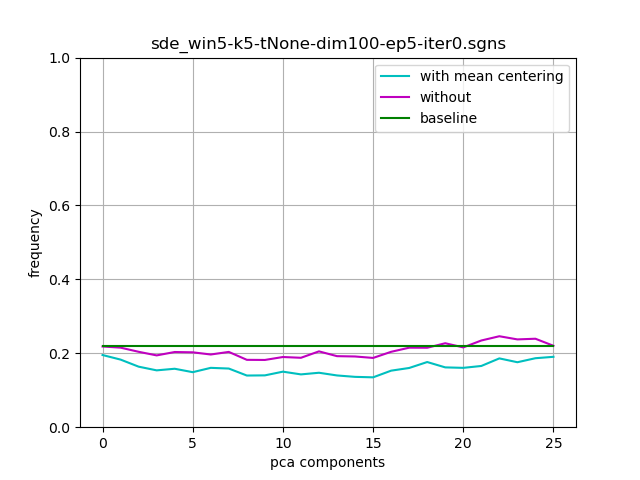 sde_win5-k5-tNone-dim100-ep5-iter0.sgns
with mean centering
without
baseline
1.0
0.8
0.6
0.4
0.2
0.0
frequency
0 5 10 15 20 25
pca components